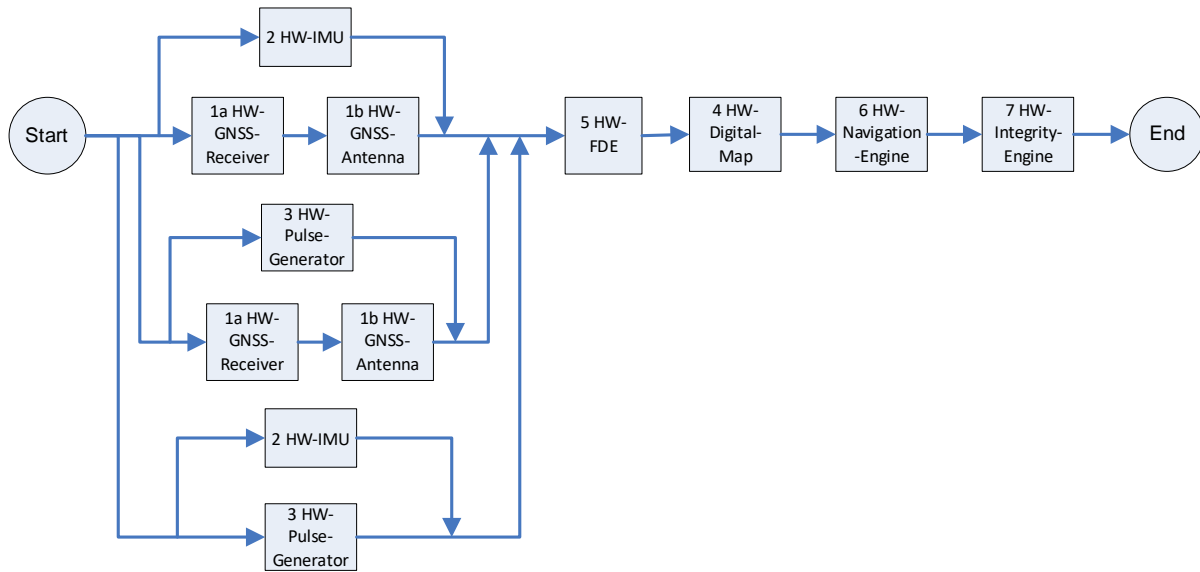 2 HW-IMU
Start
1a HW-
GNSS-
Receiver
1b HW-
GNSS-
Antenna
5 HW-
FDE
4 HW-
Digital-
Map
6 HW-
Navigation
-Engine
7 HW-
Integrity-
Engine
End
3 HW-
Pulse-
Generator
1a HW-
GNSS-
Receiver
1b HW-
GNSS-
Antenna
2 HW-IMU
3 HW-
Pulse-
Generator